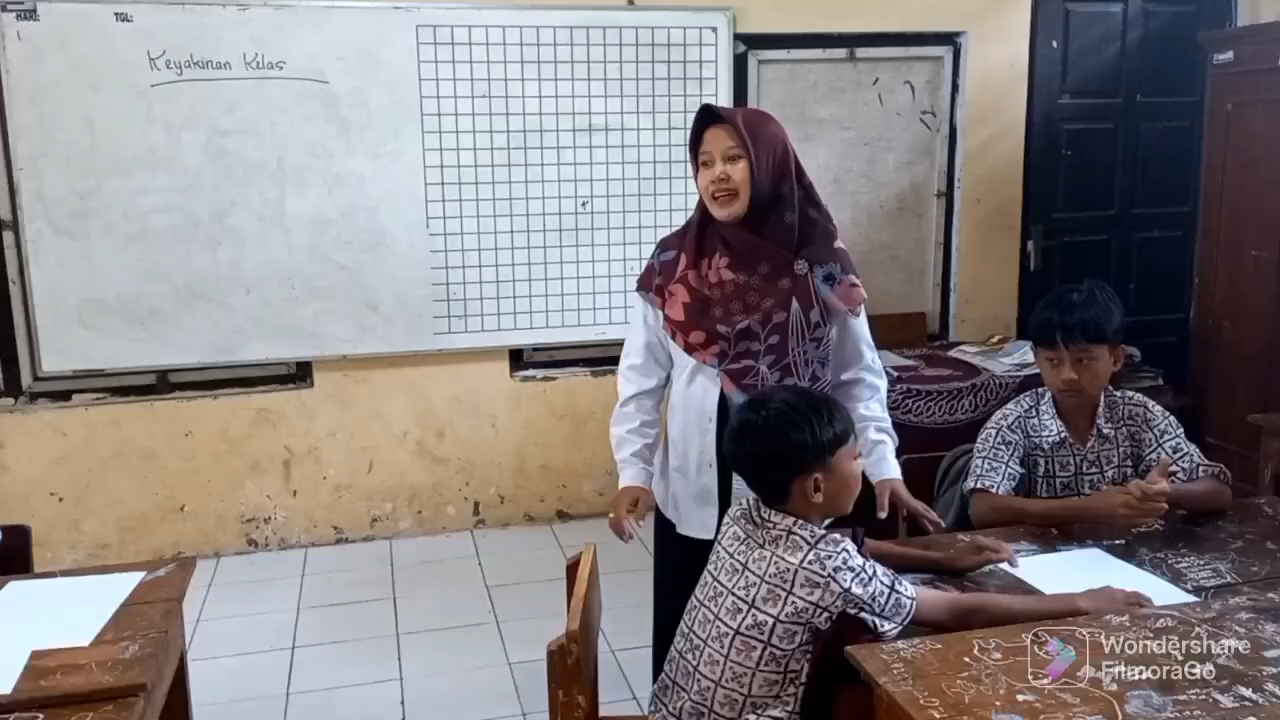 HARI:
TGL:
Keyakinan Kelas
Wondershare
FilmoraGo